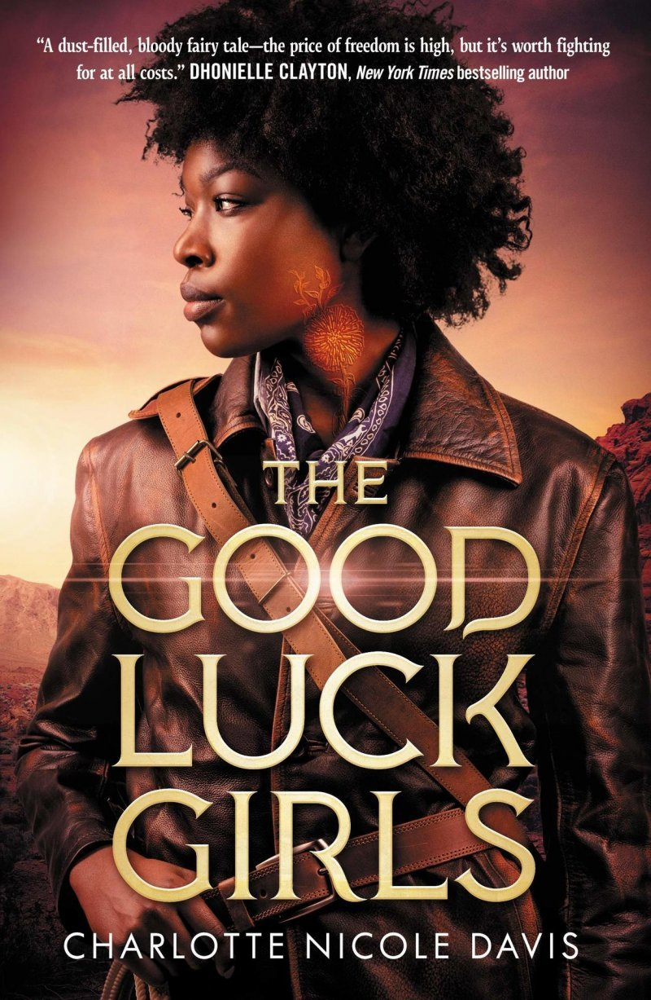 “A dust-filled, bloody fairy tale—the price of freedom is high, but it’s worth fighting
for at all costs.” DHONIELLE CLAYTON, New York Times bestselling author
THE
GOOD
LUCK
GIRLS
CHARLOTTE NICOLE DAVIS